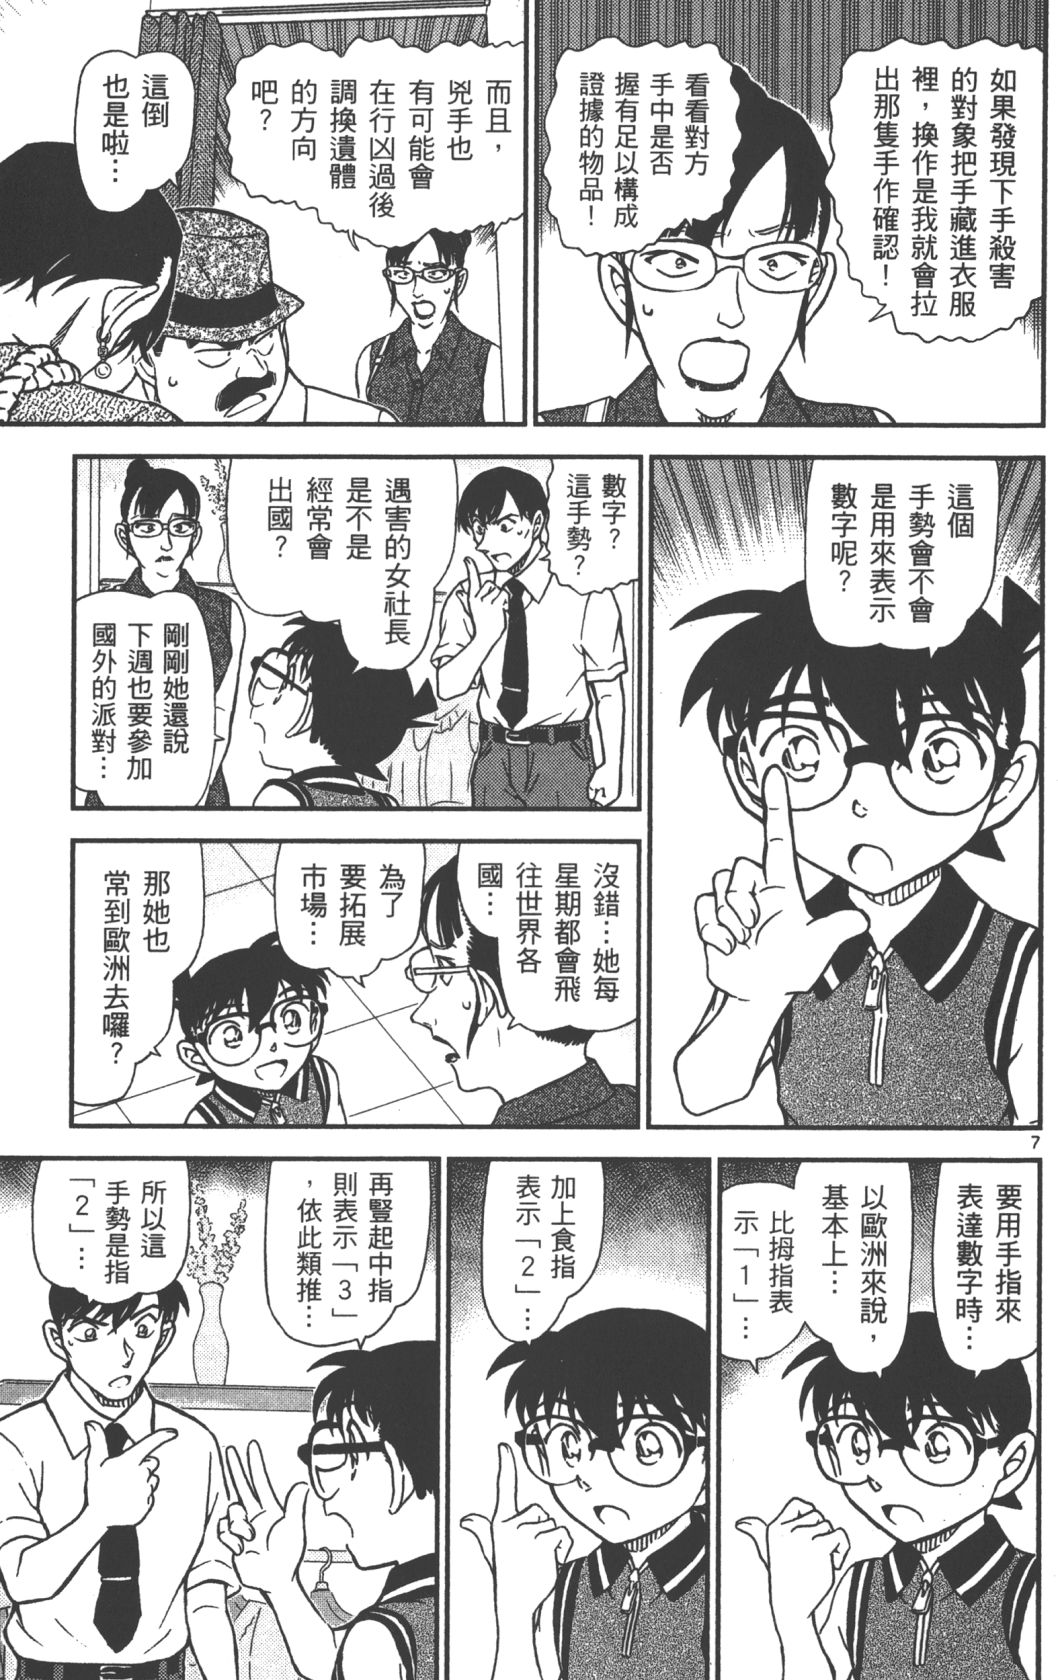 如果發現下手殺害
的對象把手藏進衣服
裡，換作是我就會拉
出那隻手作確認！
看看對方
手中是否
握有足以構成
證據的物品！
而且，
兇手也
有可能會
在行凶過後
調換遺體
的方向
吧？
這倒
也是啦…
這個
手勢會不會
是用來表示
數字呢？
數字？
這手勢？
遇害的女社長
是不是
經常會
出國？
剛剛她還說
下週也要參加
國外的派對…
沒錯…她每
星期都會飛
往世界各
國…
為了
要拓展
市場…
那她也
常到歐洲去囉？
7
要用手指來
表達數字時…
以歐洲來說，
基本上…
比拇指表
示「1」…
加上食指
表示「2」…
再豎起中指
則表示「3」
，依此類推…
所以這
手勢是指
「2」…